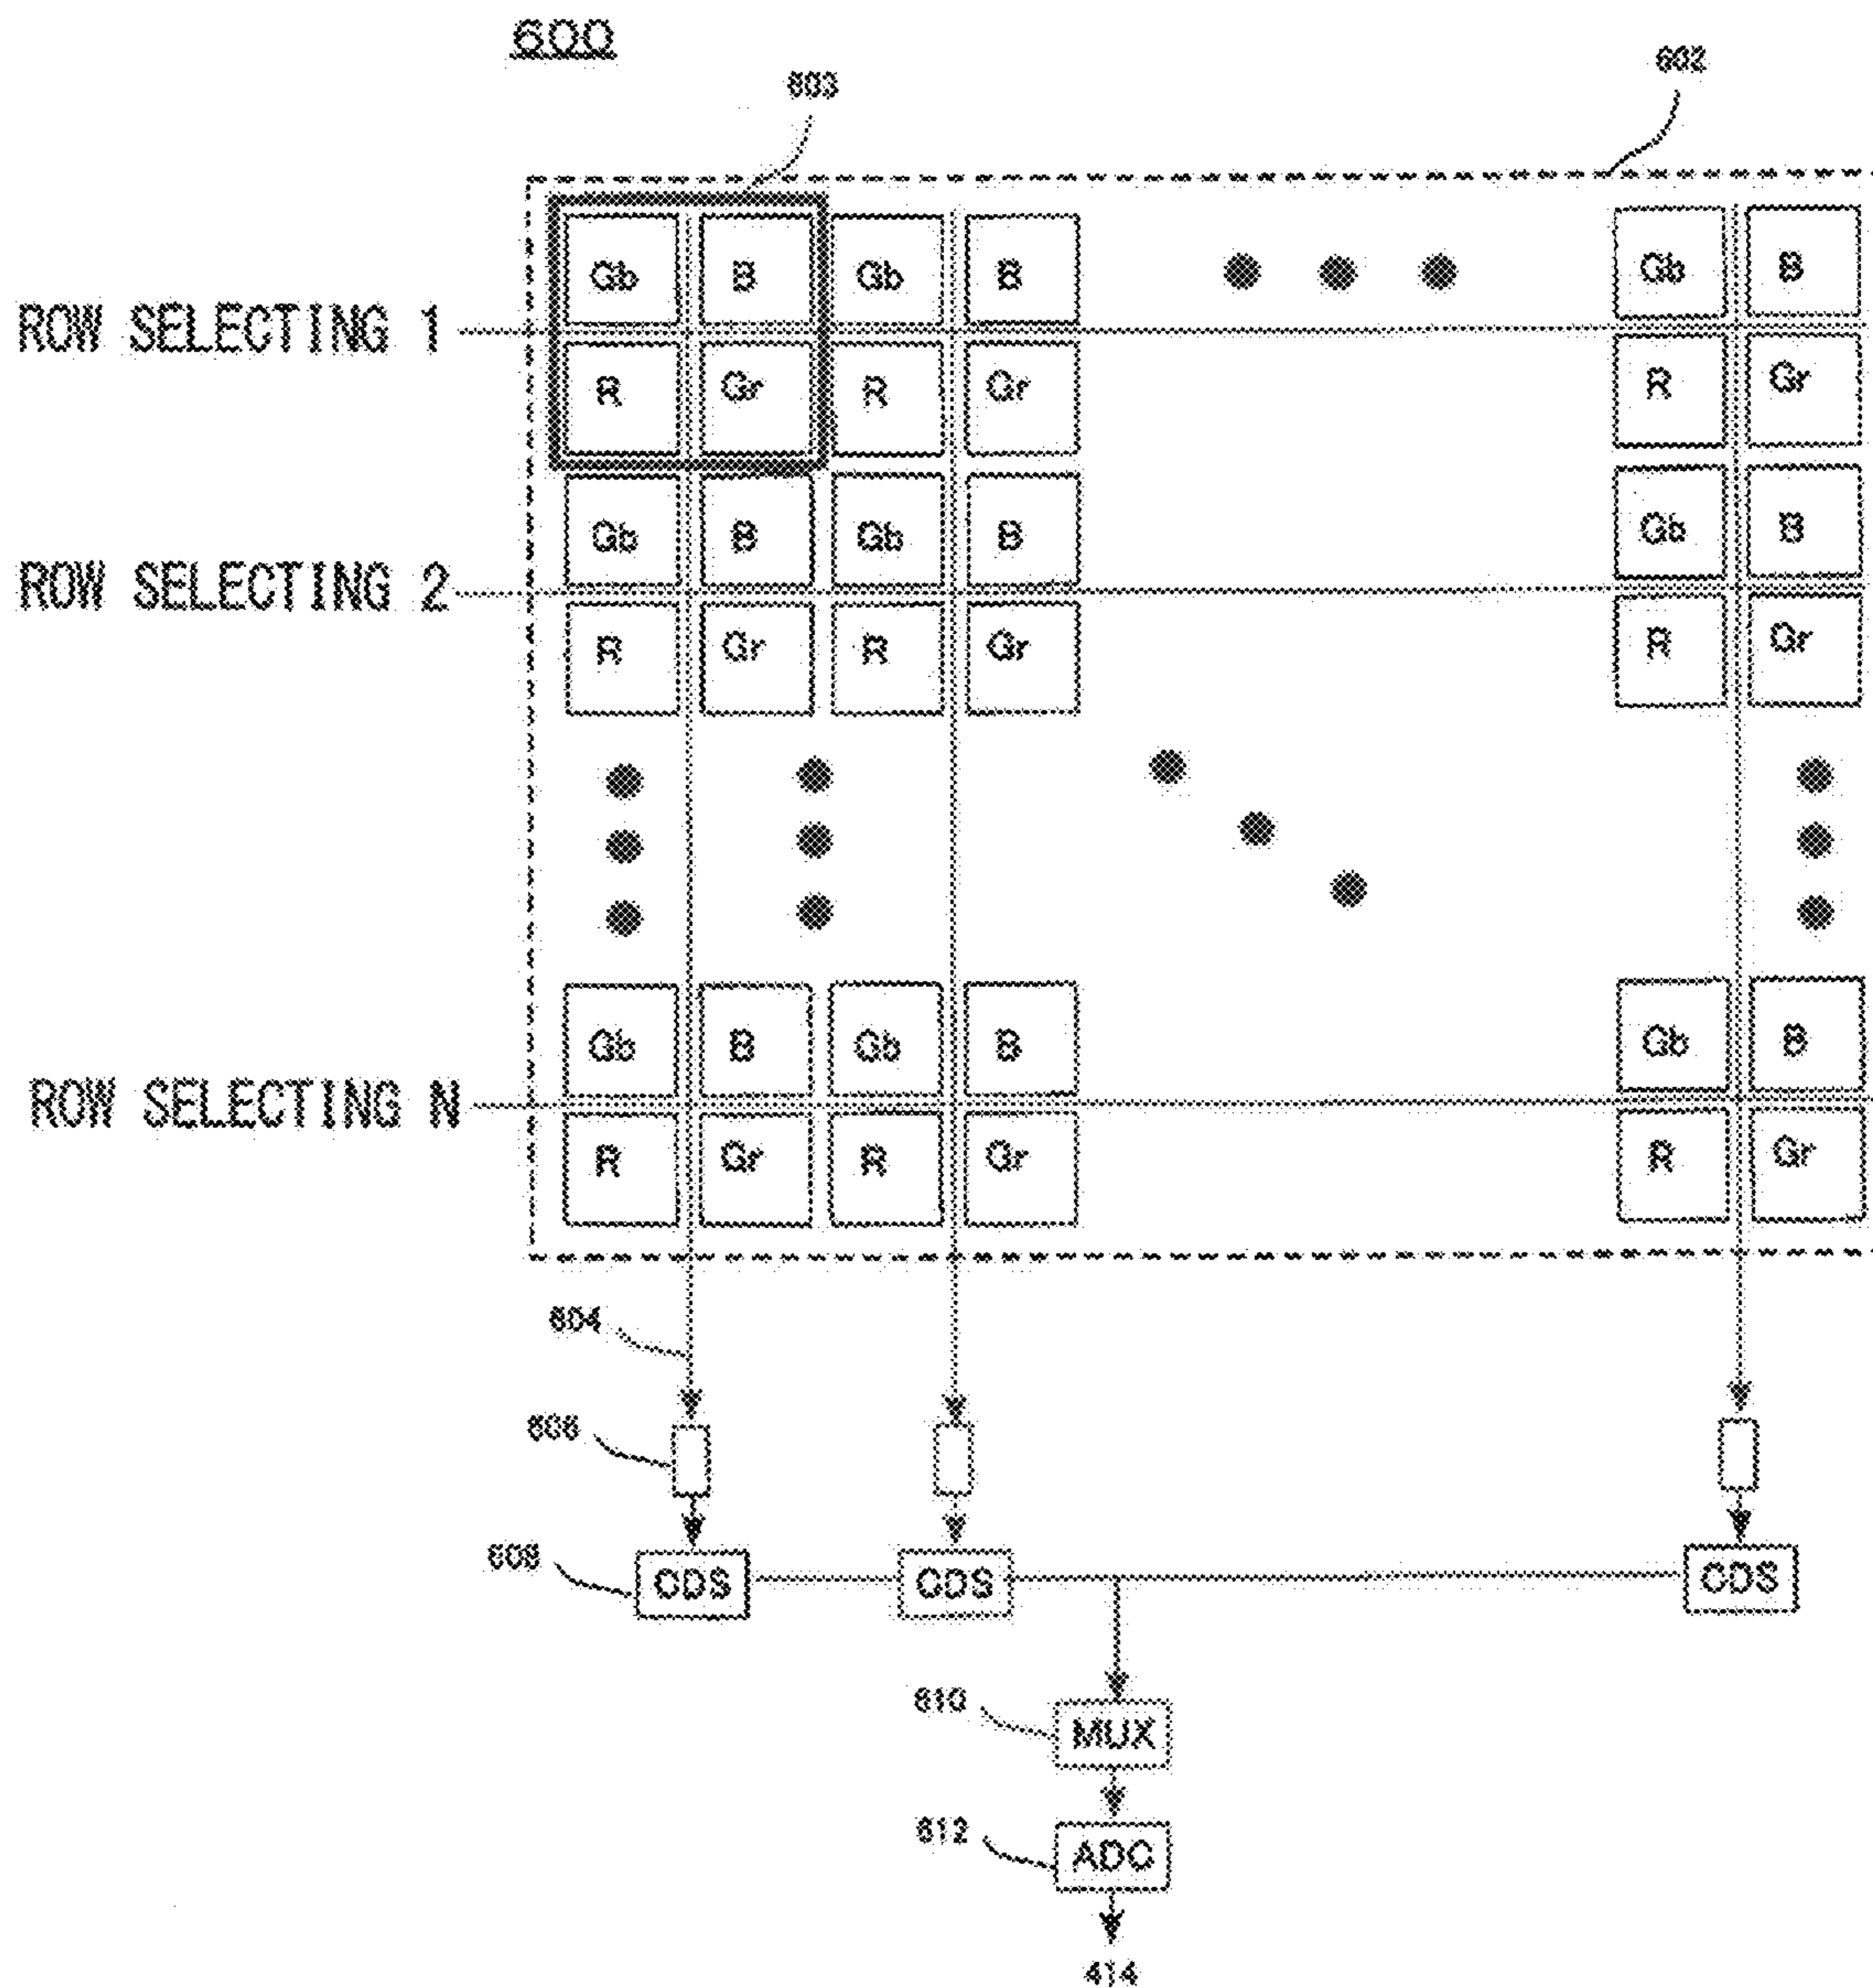 600
603
602
Gb B Gb B Gb B
ROW SELECTING 1
R Gr R Gr R Gr
Gb B Gb B Gb B
ROW SELECTING 2
R Gr R Gr R Gr
Gb B Gb B Gb B
ROW SELECTING N
R Gr R Gr R Gr
604
606
608
CDS CDS CDS
610
MUX
612
ADC
414